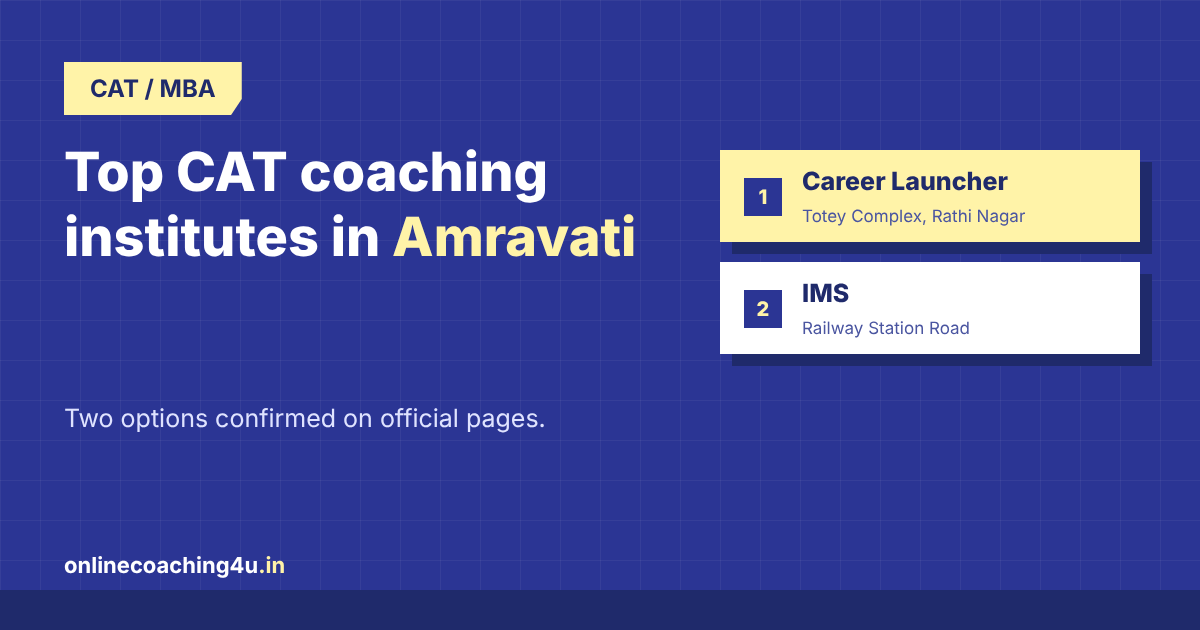 CAT / MBA
Top CAT coaching
institutes in Amravati
1
Career Launcher
Totey Complex, Rathi Nagar
2
IMS
Railway Station Road
Two options confirmed on official pages.
onlinecoaching4u.in